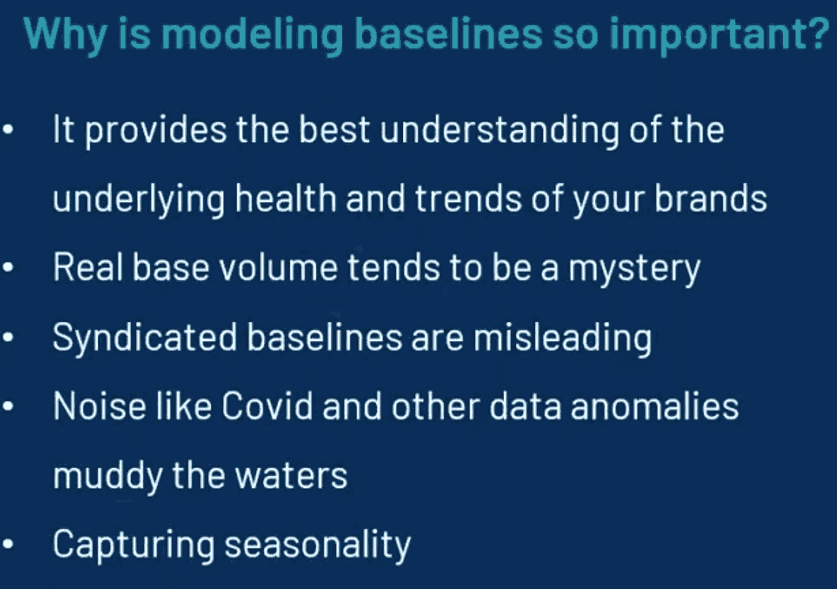 Why is modeling baselines so important?
• It provides the best understanding of the
underlying health and trends of your brands
• Real base volume tends to be a mystery
• Syndicated baselines are misleading
• Noise like Covid and other data anomalies
muddy the waters
• Capturing seasonality